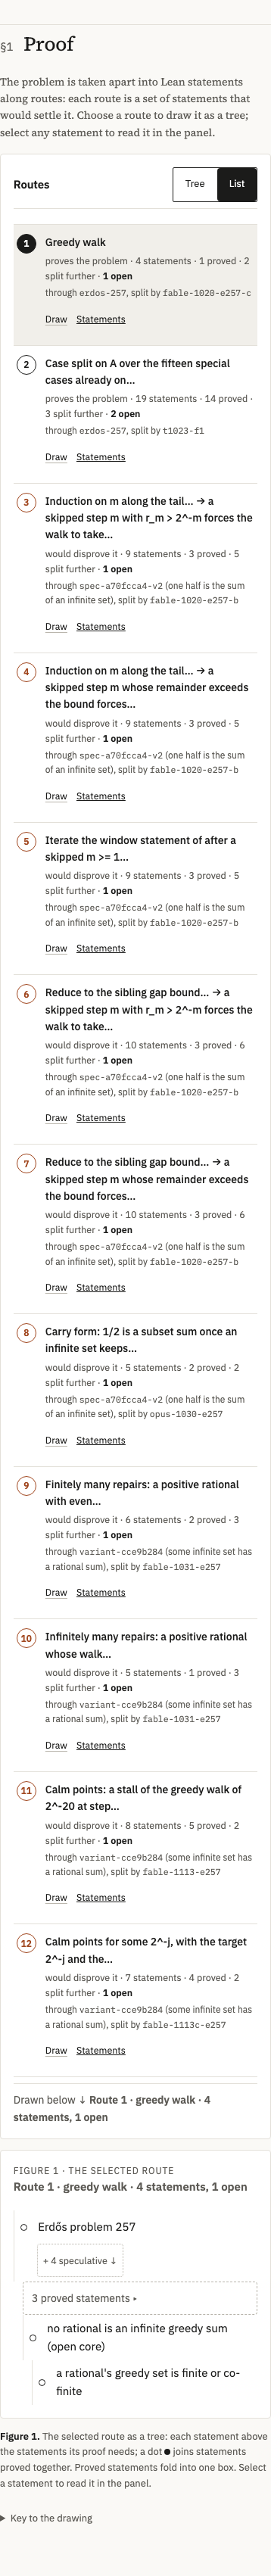 §1 Proof
The problem is taken apart into Lean statements
along routes: each route is a set of statements that
would settle it. Choose a route to draw it as a tree;
select any statement to read it in the panel.
Routes
Tree
List
1 Greedy walk
proves the problem · 4 statements · 1 proved · 2
split further · 1 open
through erdos-257, split by fable-1020-e257-c
Draw Statements
2 Case split on A over the fifteen special
cases already on…
proves the problem · 19 statements · 14 proved ·
3 split further · 2 open
through erdos-257, split by t1023-f1
Draw Statements
3 Induction on m along the tail… → a
skipped step m with r_m > 2^-m forces the
walk to take…
would disprove it · 9 statements · 3 proved · 5
split further · 1 open
through spec-a70fcca4-v2 (one half is the sum
of an infinite set), split by fable-1020-e257-b
Draw Statements
4 Induction on m along the tail… → a
skipped step m whose remainder exceeds
the bound forces…
would disprove it · 9 statements · 3 proved · 5
split further · 1 open
through spec-a70fcca4-v2 (one half is the sum
of an infinite set), split by fable-1020-e257-b
Draw Statements
5 Iterate the window statement of after a
skipped m >= 1…
would disprove it · 9 statements · 3 proved · 5
split further · 1 open
through spec-a70fcca4-v2 (one half is the sum
of an infinite set), split by fable-1020-e257-b
Draw Statements
6 Reduce to the sibling gap bound… → a
skipped step m with r_m > 2^-m forces the
walk to take…
would disprove it · 10 statements · 3 proved · 6
split further · 1 open
through spec-a70fcca4-v2 (one half is the sum
of an infinite set), split by fable-1020-e257-b
Draw Statements
7 Reduce to the sibling gap bound… → a
skipped step m whose remainder exceeds
the bound forces…
would disprove it · 10 statements · 3 proved · 6
split further · 1 open
through spec-a70fcca4-v2 (one half is the sum
of an infinite set), split by fable-1020-e257-b
Draw Statements
8 Carry form: 1/2 is a subset sum once an
infinite set keeps…
would disprove it · 5 statements · 2 proved · 2
split further · 1 open
through spec-a70fcca4-v2 (one half is the sum
of an infinite set), split by opus-1030-e257
Draw Statements
9 Finitely many repairs: a positive rational
with even…
would disprove it · 6 statements · 2 proved · 3
split further · 1 open
through variant-cce9b284 (some infinite set has
a rational sum), split by fable-1031-e257
Draw Statements
10 Infinitely many repairs: a positive rational
whose walk…
would disprove it · 5 statements · 1 proved · 3
split further · 1 open
through variant-cce9b284 (some infinite set has
a rational sum), split by fable-1031-e257
Draw Statements
11 Calm points: a stall of the greedy walk of
2^-20 at step…
would disprove it · 8 statements · 5 proved · 2
split further · 1 open
through variant-cce9b284 (some infinite set has
a rational sum), split by fable-1113-e257
Draw Statements
12 Calm points for some 2^-j, with the target
2^-j and the…
would disprove it · 7 statements · 4 proved · 2
split further · 1 open
through variant-cce9b284 (some infinite set has
a rational sum), split by fable-1113c-e257
Draw Statements
Drawn below ↓ Route 1 · greedy walk · 4
statements, 1 open
FIGURE 1 · THE SELECTED ROUTE
Route 1 · greedy walk · 4 statements, 1 open
Erdős problem 257
+ 4 speculative ↓
3 proved statements ▸
no rational is an infinite greedy sum
(open core)
a rational's greedy set is finite or co-
finite
Figure 1. The selected route as a tree: each statement above
the statements its proof needs; a dot ● joins statements
proved together. Proved statements fold into one box. Select
a statement to read it in the panel.
▶ Key to the drawing